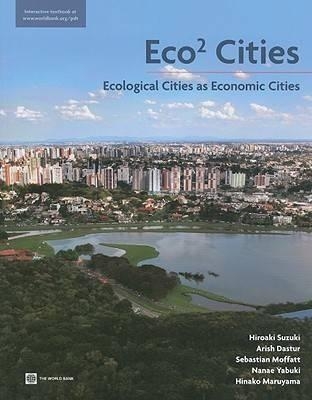 Interactive textbook at
www.worldbank.org/pdt
Eco² Cities
Ecological Cities as Economic Cities
Hiroaki Suzuki
Arish Dastur
Sebastian Moffatt
Nanae Yabuki
Hinako Maruyama
THE WORLD BANK